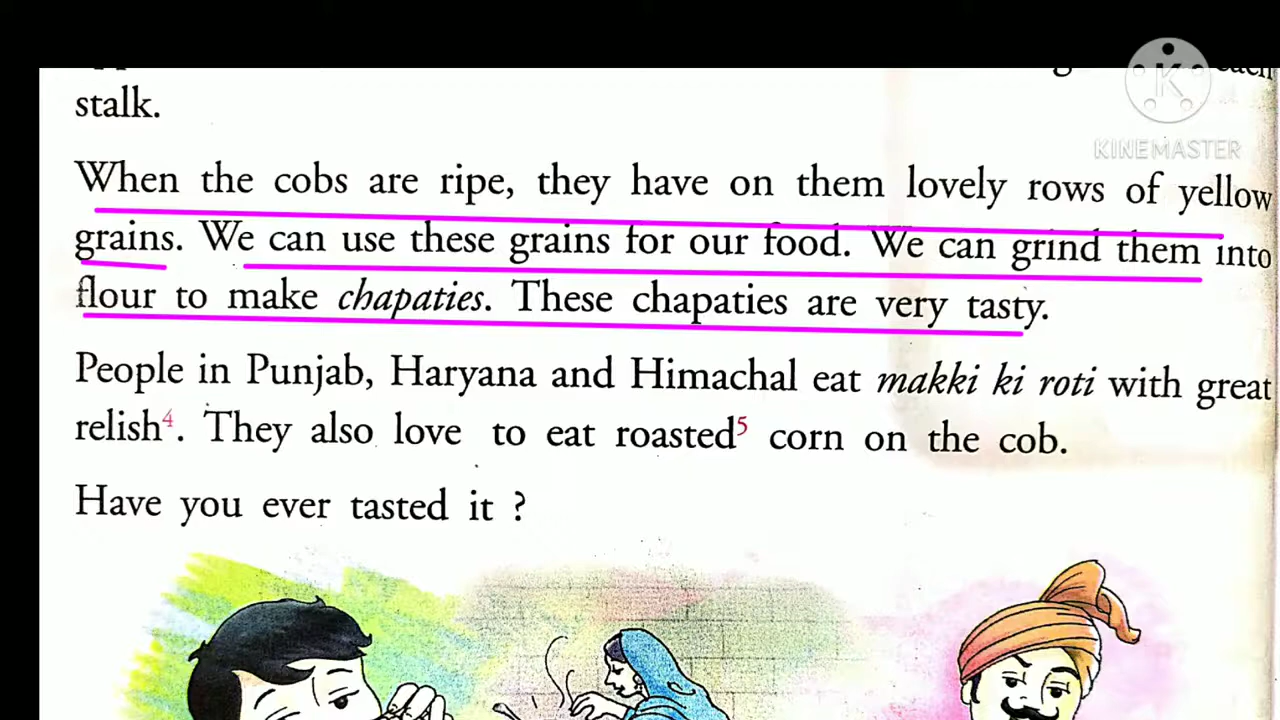 each
stalk.
KINEMASTER
When the cobs are ripe, they have on them lovely rows of yellow
grains. We can use these grains for our food. We can grind them into
flour to make chapaties. These chapaties are very tasty.
People in Punjab, Haryana and Himachal eat makki ki roti with great
relish⁴. They also love to eat roasted⁵ corn on the cob.
Have you ever tasted it ?